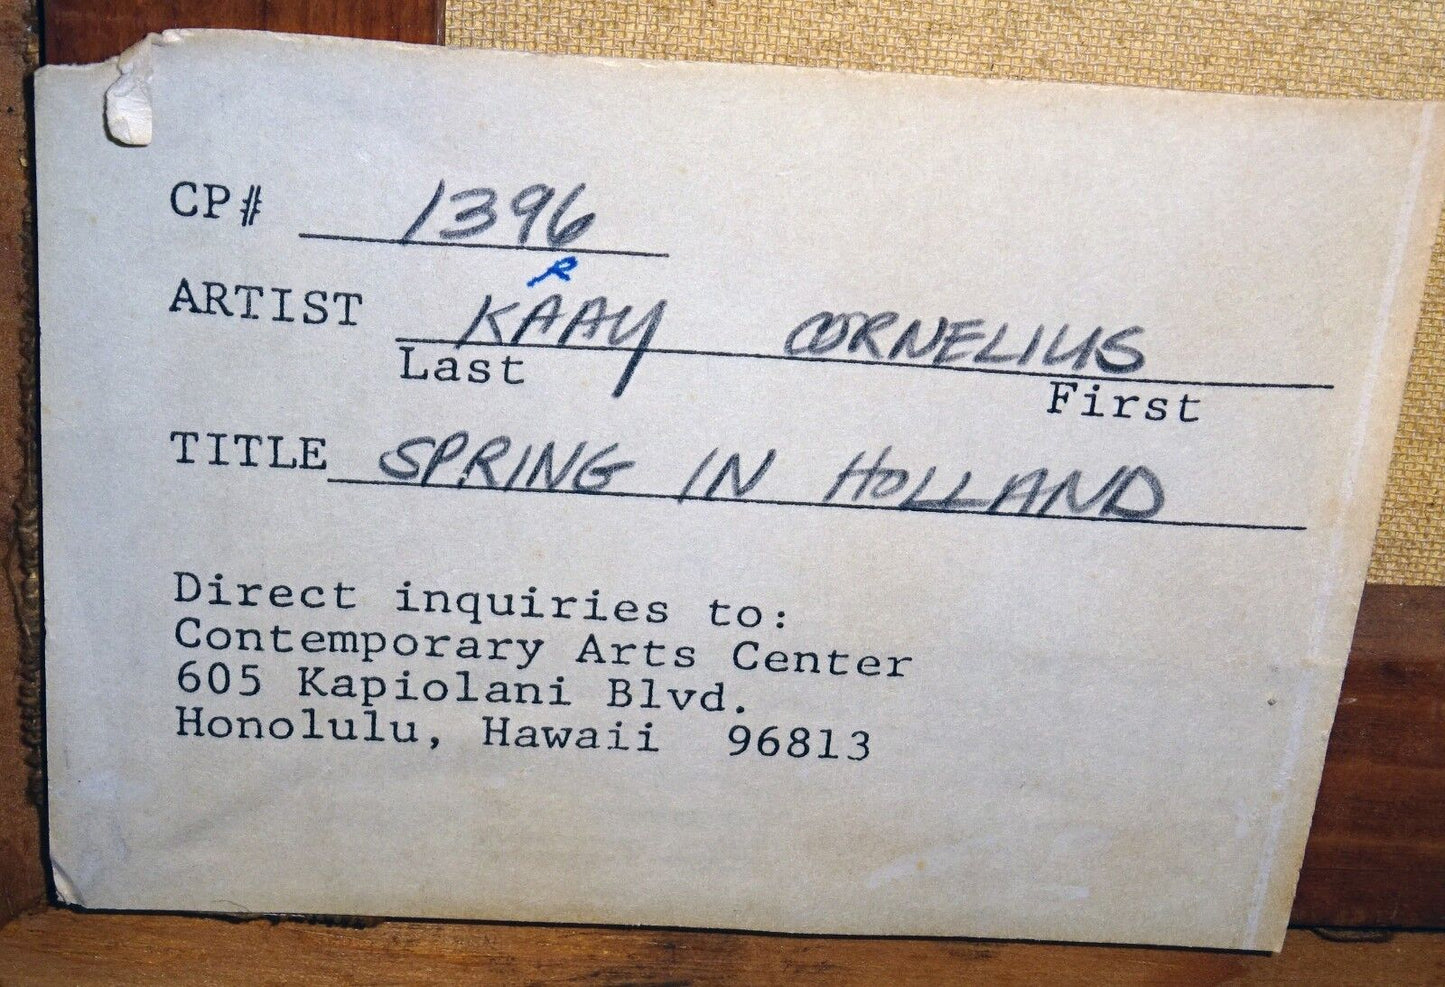 CP# 1396
R
ARTIST KAAY CORNELIUS
Last First
TITLE SPRING IN HOLLAND
Direct inquiries to:
Contemporary Arts Center
605 Kapiolani Blvd.
Honolulu, Hawaii 96813